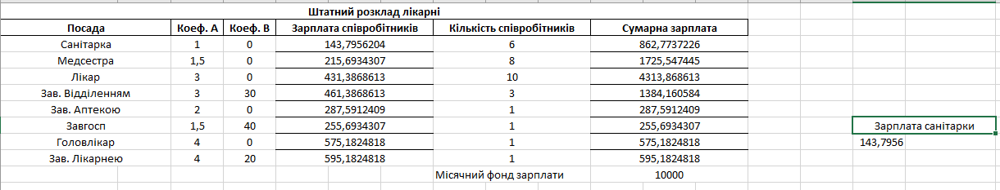 Штатний розклад лікарні
Посада Коеф. А Коеф. В Зарплата співробітників Кількість співробітників Сумарна зарплата
Санітарка 1 0 143,7956204 6 862,7737226
Медсестра 1,5 0 215,6934307 8 1725,547445
Лікар 3 0 431,3868613 10 4313,868613
Зав. Відділенням 3 30 461,3868613 3 1384,160584
Зав. Аптекою 2 0 287,5912409 1 287,5912409
Завгосп 1,5 40 255,6934307 1 255,6934307 Зарплата санітарки
Головлікар 4 0 575,1824818 1 575,1824818 143,7956
Зав. Лікарнею 4 20 595,1824818 1 595,1824818
Місячний фонд зарплати 10000